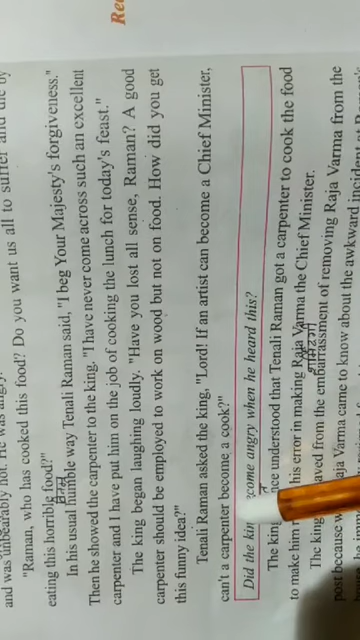 Rea
and was unbearably hot. He was angry.
"Raman, who has cooked this food? Do you want us all to suffer and die by
eating this horrible food?"
विनम्र
In his usual humble way Tenali Raman said, "I beg Your Majesty's forgiveness."
Then he showed the carpenter to the king. "I have never come across such an excellent
carpenter and I have put him on the job of cooking the lunch for today's feast."
The king began laughing loudly. "Have you lost all sense, Raman? A good
carpenter should be employed to work on wood but not on food. How did you get
this funny idea?"
Tenali Raman asked the king, "Lord! If an artist can become a Chief Minister,
can't a carpenter become a cook?"
Did the king become angry when he heard this?
The king once understood that Tenali Raman got a carpenter to cook the food
to make him his error in making Raja Varma the Chief Minister.
The king saved from the embarrassment of removing Raja Varma from the
post because Raja Varma came to know about the awkward incident